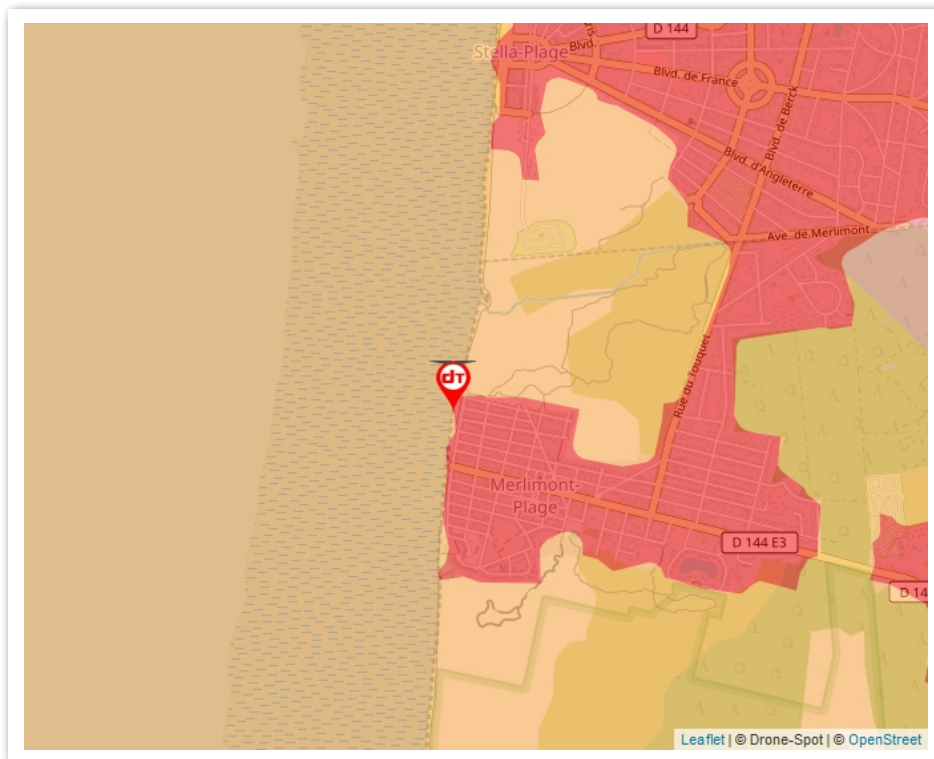 D 144
Stella-Plage
Blvd.
Blvd. de France
Blvd. de Berck
Blvd. d'Angleterre
Ave. de Merlimont
Rue du Touquet
dT
Merlimont-
Plage
D 144 E3
D 14
Leaflet | © Drone-Spot | © OpenStreet